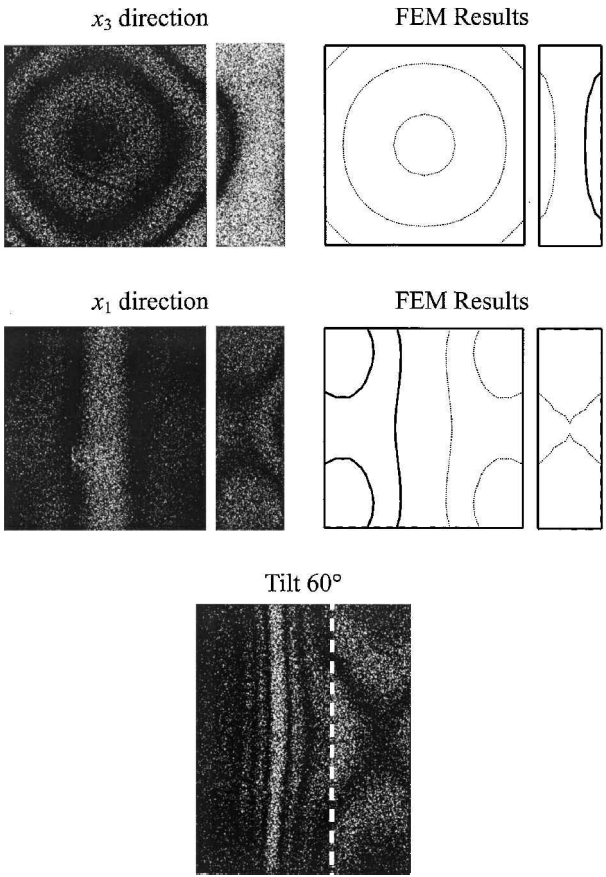 x₃ direction
FEM Results
x₁ direction
FEM Results
Tilt 60°